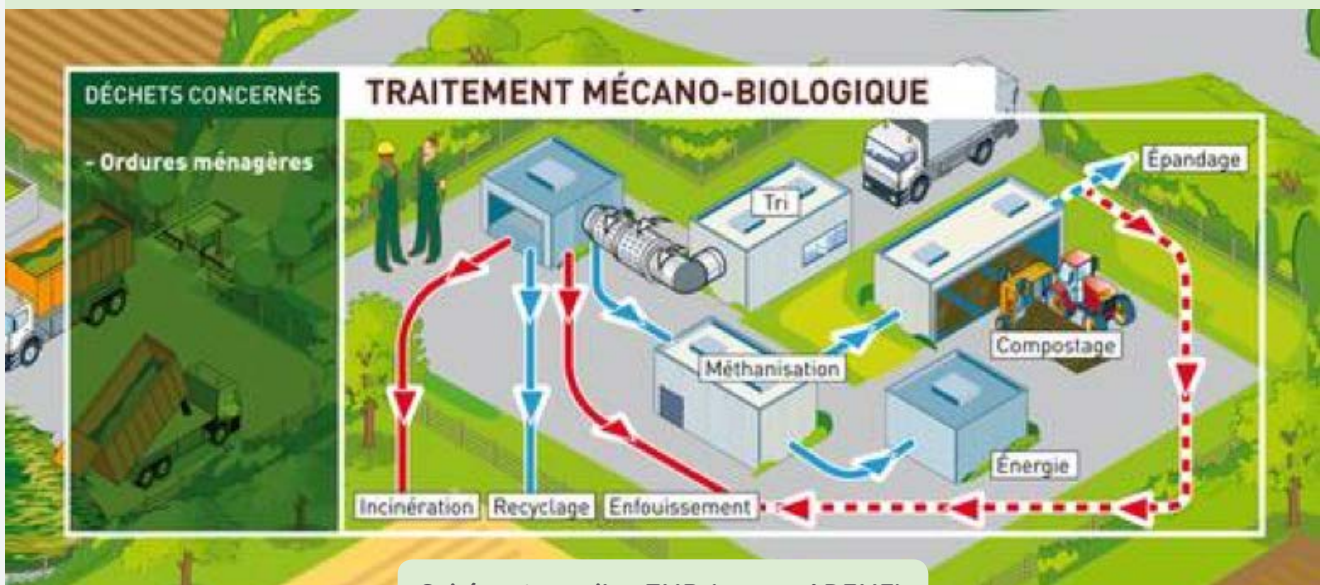 DÉCHETS CONCERNÉS
- Ordures ménagères
TRAITEMENT MÉCANO-BIOLOGIQUE
Tri
Épandage
Compostage
Méthanisation
Énergie
Incinération
Recyclage
Enfouissement